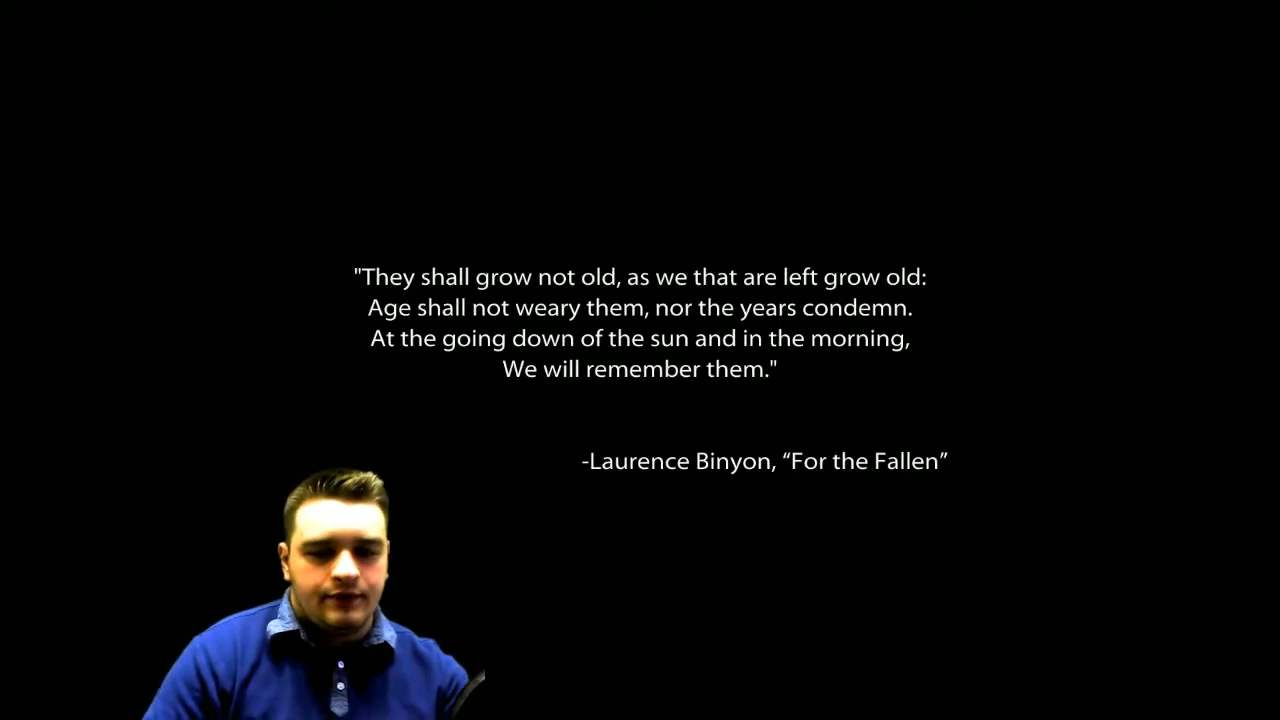 "They shall grow not old, as we that are left grow old:
Age shall not weary them, nor the years condemn.
At the going down of the sun and in the morning,
We will remember them."
-Laurence Binyon, “For the Fallen”